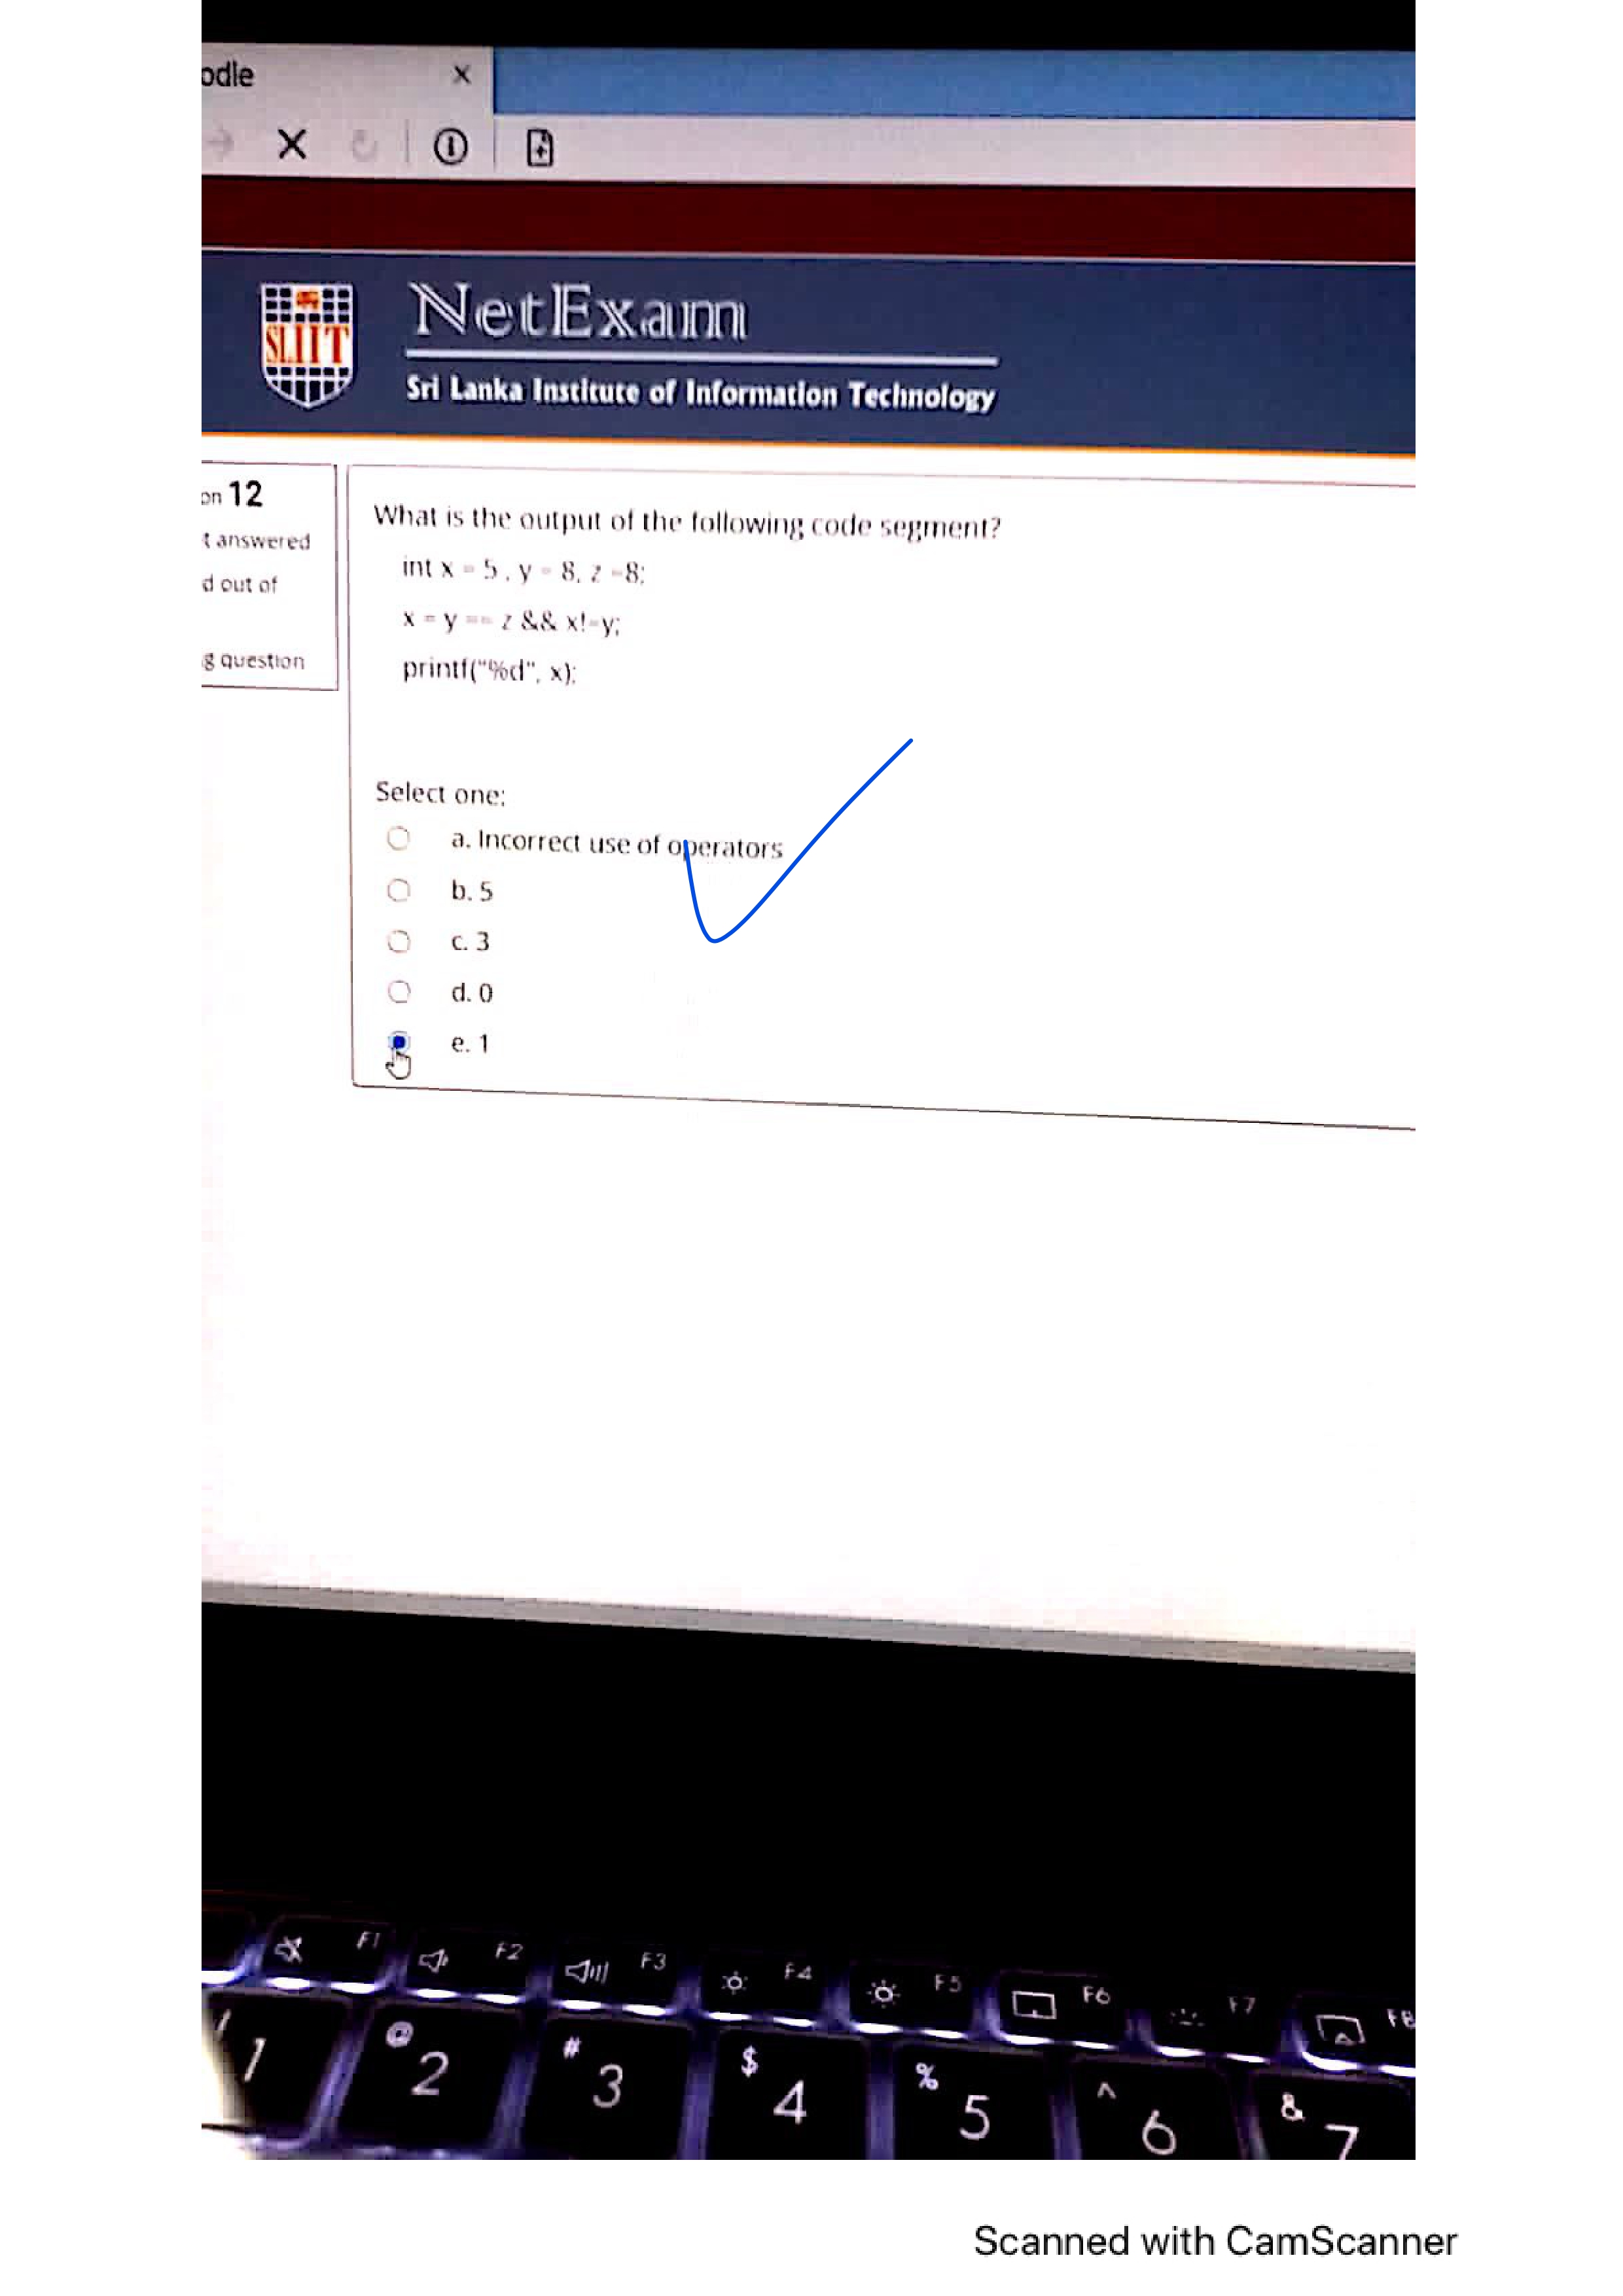 odle
NetExam
SLIIT
Sri Lanka Institute of Information Technology
on 12
t answered
d out of
g question
What is the output of the following code segment?
int x = 5 , y = 8, z =8;
x = y == z && x!=y;
printf("%d", x);
Select one:
a. Incorrect use of operators
b. 5
c. 3
d. 0
e. 1
F1 F2 F3 F4 F5 F6 F7 F8
1 @ 2 # 3 $ 4 % 5 ^ 6 & 7
Scanned with CamScanner